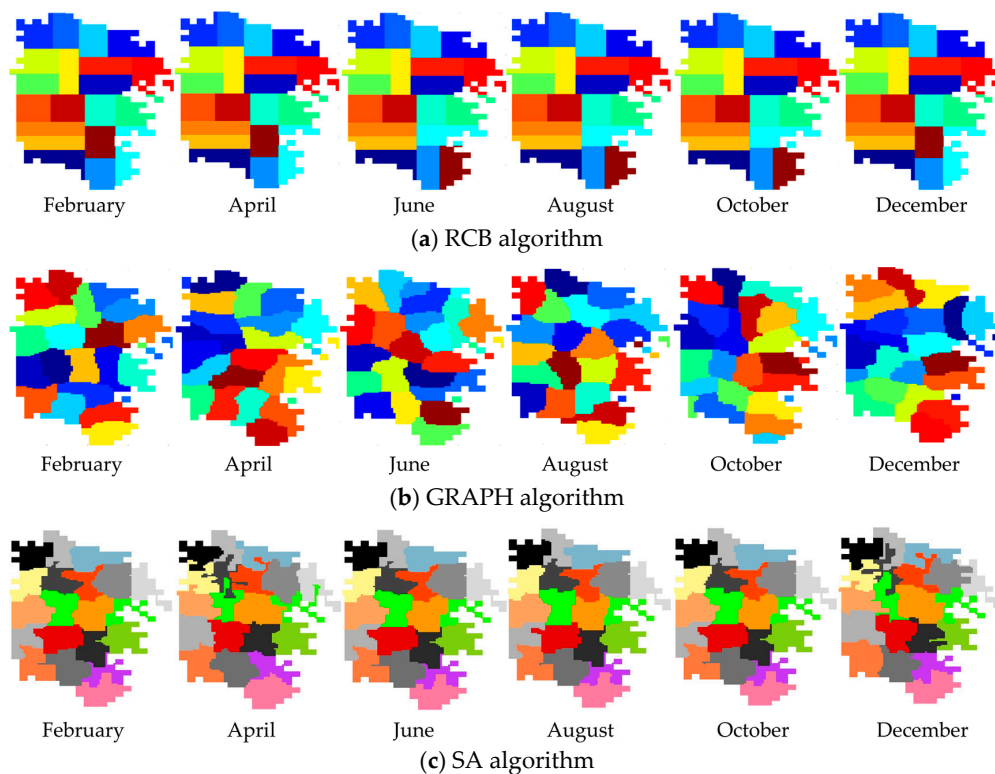 February April June August October December
(a) RCB algorithm
February April June August October December
(b) GRAPH algorithm
February April June August October December
(c) SA algorithm